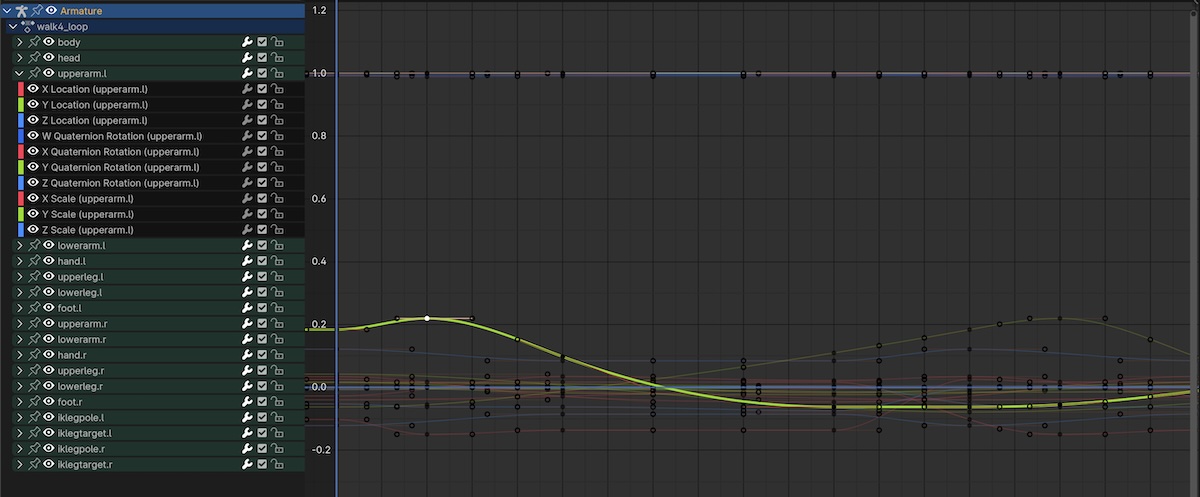 Armature
walk4_loop
body
head
upperarm.l
X Location (upperarm.l)
Y Location (upperarm.l)
Z Location (upperarm.l)
W Quaternion Rotation (upperarm.l)
X Quaternion Rotation (upperarm.l)
Y Quaternion Rotation (upperarm.l)
Z Quaternion Rotation (upperarm.l)
X Scale (upperarm.l)
Y Scale (upperarm.l)
Z Scale (upperarm.l)
lowerarm.l
hand.l
upperleg.l
lowerleg.l
foot.l
upperarm.r
lowerarm.r
hand.r
upperleg.r
lowerleg.r
foot.r
iklegpole.l
iklegtarget.l
iklegpole.r
iklegtarget.r
1.2
1.0
0.8
0.6
0.4
0.2
0.0
-0.2